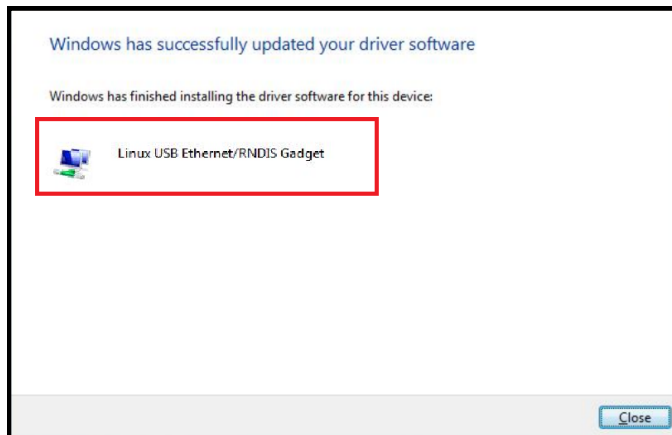 Windows has successfully updated your driver software
Windows has finished installing the driver software for this device:
Linux USB Ethernet/RNDIS Gadget
Close